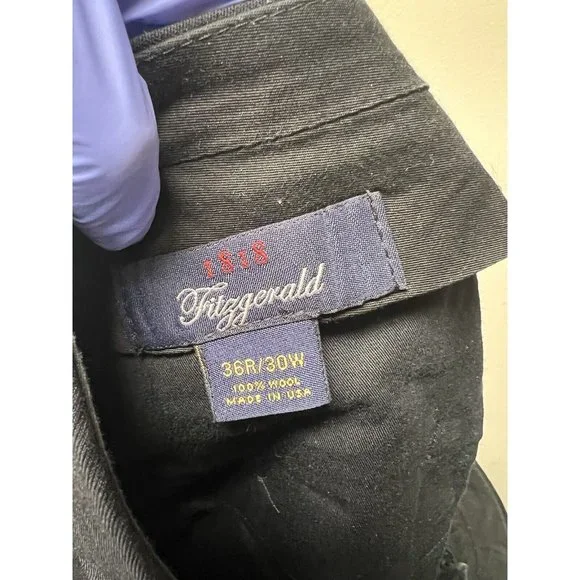 1818
Fitzgerald
36R/30W
100% WOOL
MADE IN USA